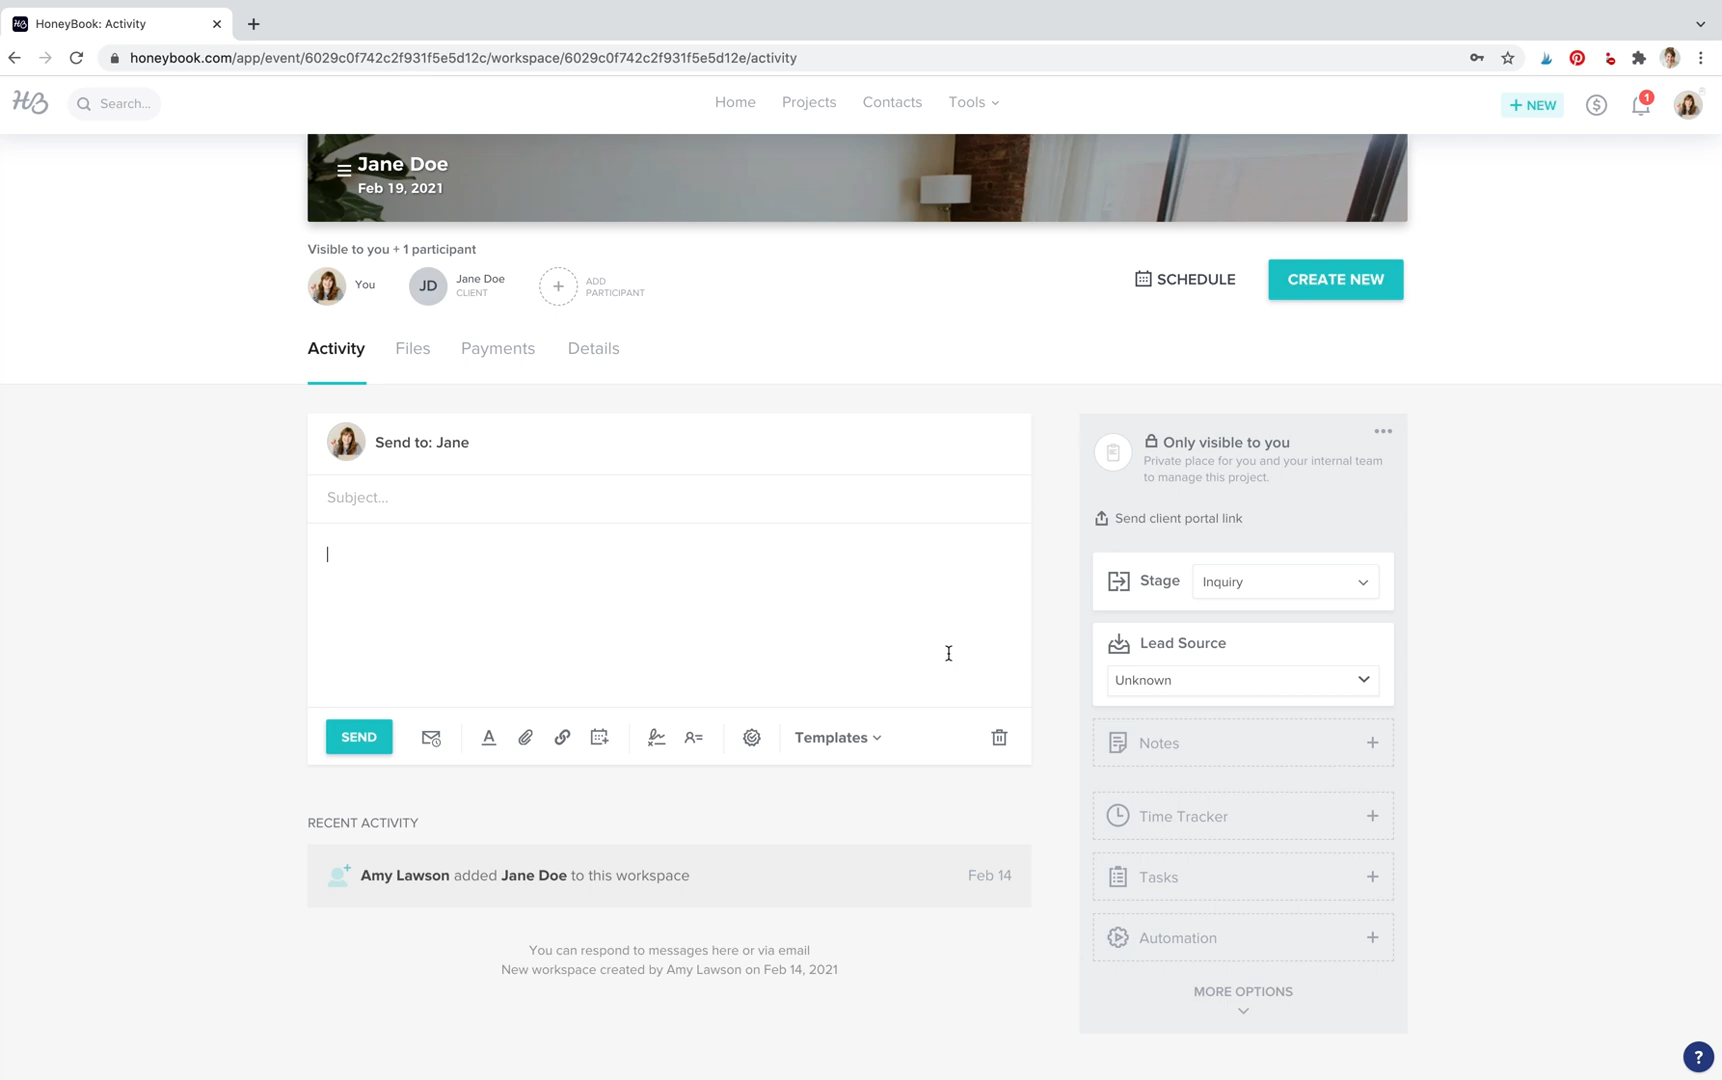 HoneyBook: Activity
honeybook.com/app/event/6029c0f742c2f931f5e5d12c/workspace/6029c0f742c2f931f5e5d12e/activity
HB
Search...
Home
Projects
Contacts
Tools
+ NEW
1
Jane Doe
Feb 19, 2021
Visible to you + 1 participant
You
JD
Jane Doe
CLIENT
ADD
PARTICIPANT
SCHEDULE
CREATE NEW
Activity
Files
Payments
Details
Send to: Jane
Subject...
SEND
Templates
Only visible to you
Private place for you and your internal team
to manage this project.
Send client portal link
Stage
Inquiry
Lead Source
Unknown
Notes
Time Tracker
Tasks
Automation
MORE OPTIONS
RECENT ACTIVITY
Amy Lawson added Jane Doe to this workspace
Feb 14
You can respond to messages here or via email
New workspace created by Amy Lawson on Feb 14, 2021
?